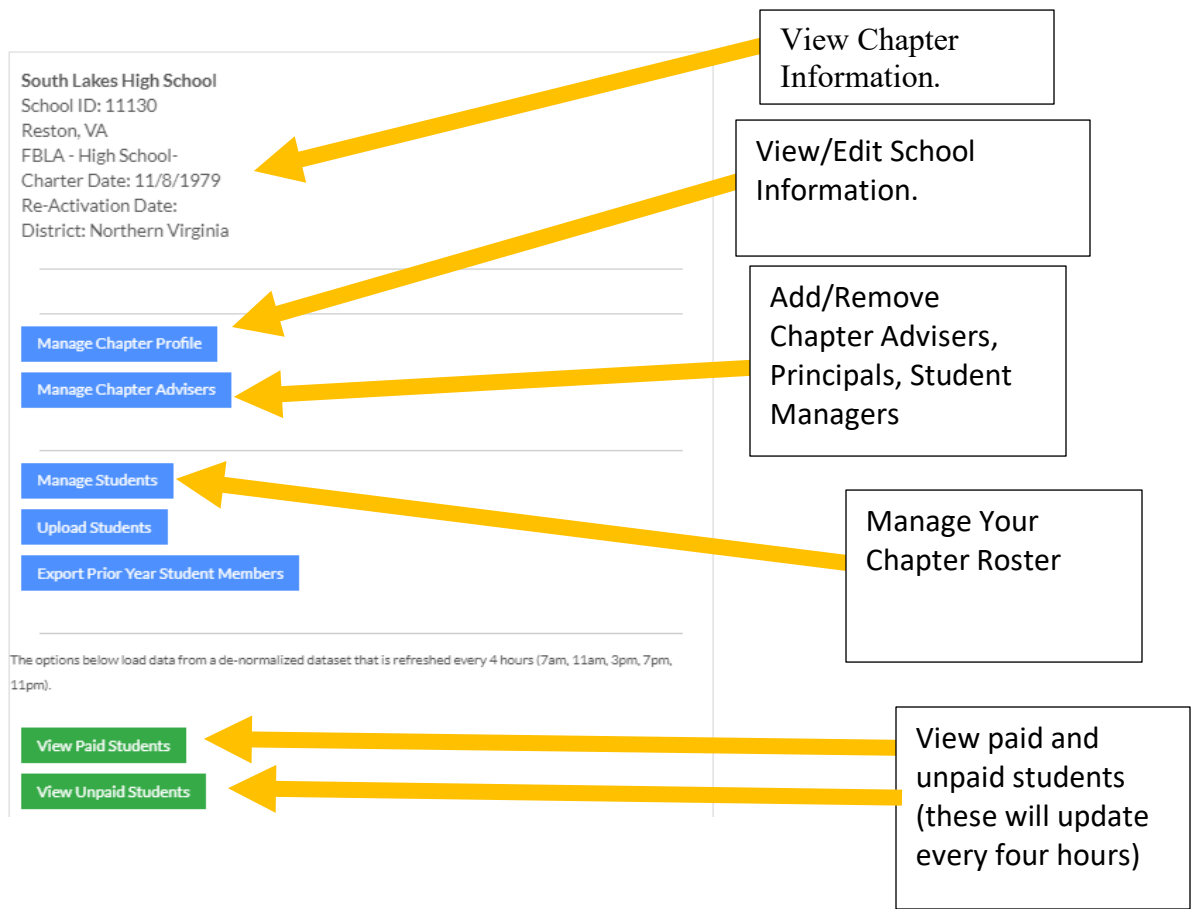 View Chapter
Information.
South Lakes High School
School ID: 11130
Reston, VA
FBLA - High School-
Charter Date: 11/8/1979
Re-Activation Date:
District: Northern Virginia
View/Edit School
Information.
Add/Remove
Chapter Advisers,
Principals, Student
Managers
Manage Chapter Profile
Manage Chapter Advisers
Manage Students
Upload Students
Export Prior Year Student Members
Manage Your
Chapter Roster
The options below load data from a de-normalized dataset that is refreshed every 4 hours (7am, 11am, 3pm, 7pm,
11pm).
View Paid Students
View Unpaid Students
View paid and
unpaid students
(these will update
every four hours)